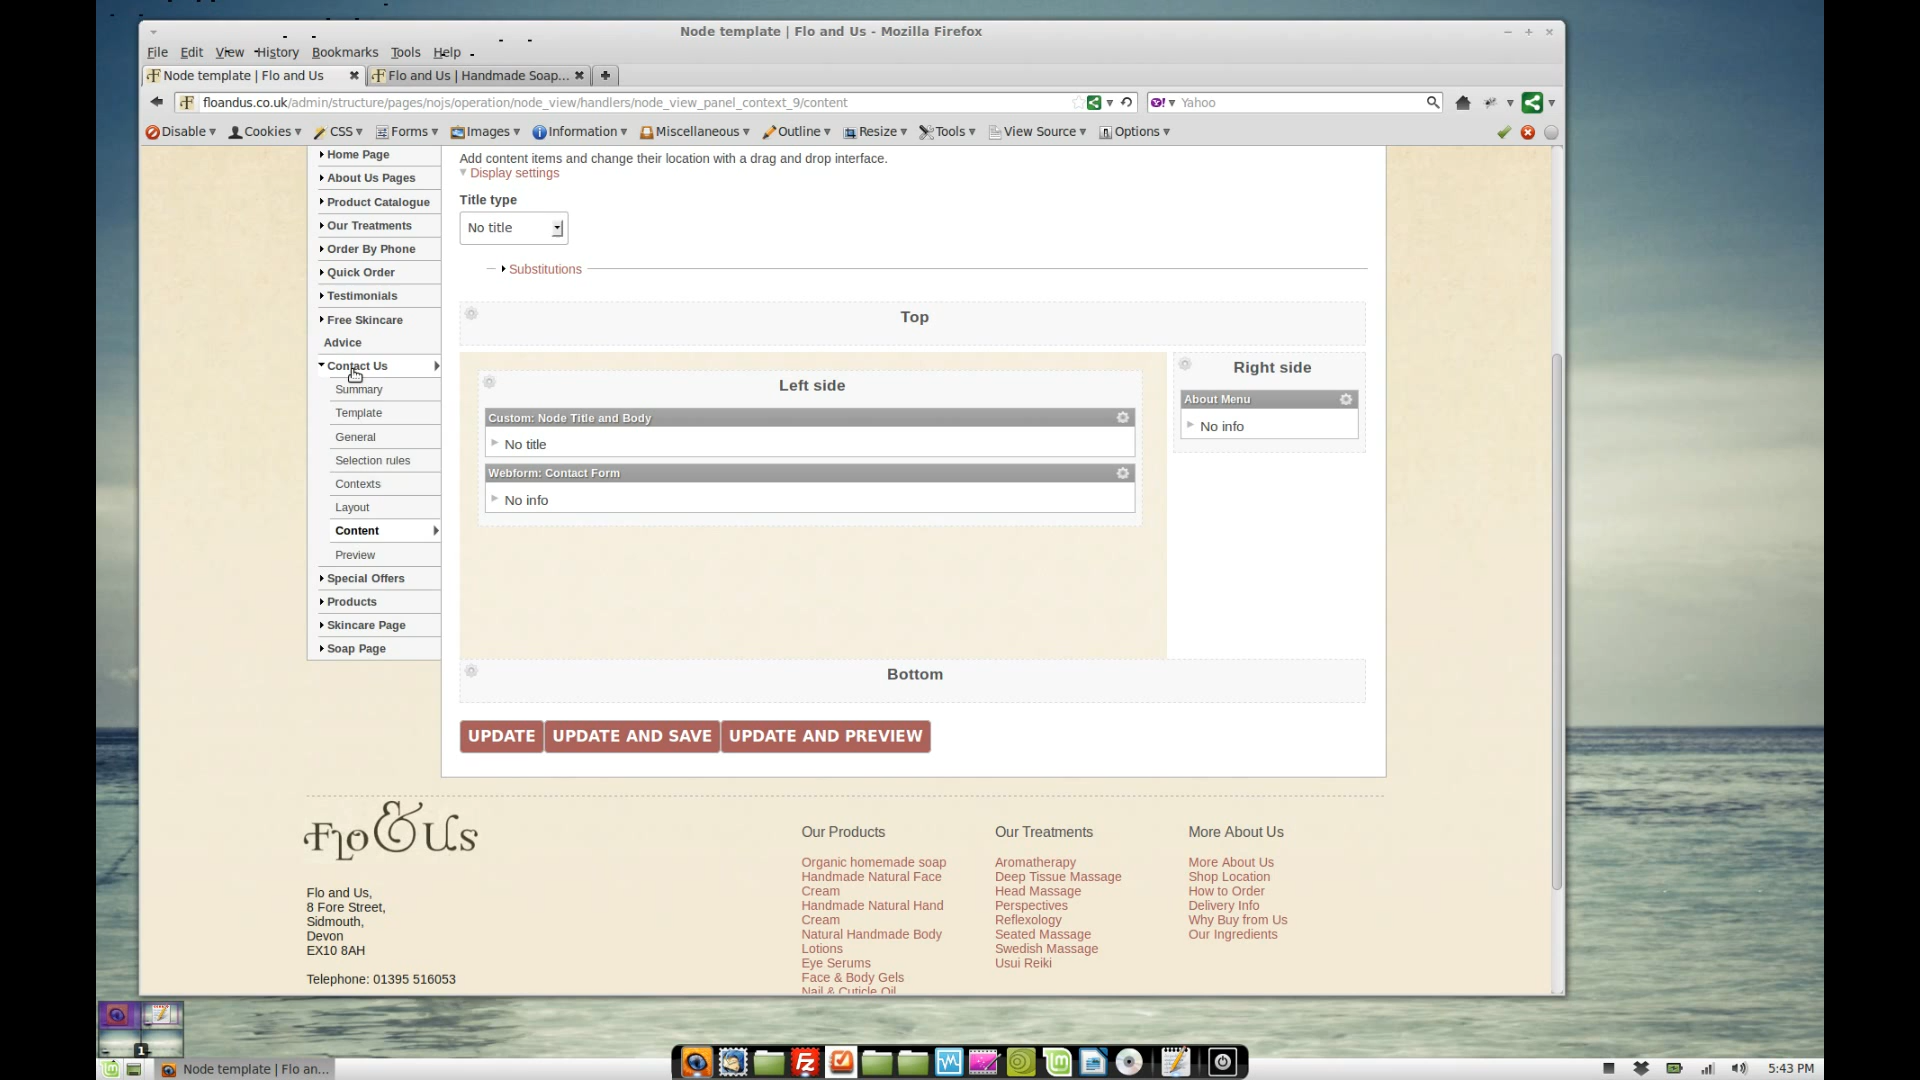 Node template | Flo and Us - Mozilla Firefox
File Edit View History Bookmarks Tools Help
Node template | Flo and Us
Flo and Us | Handmade Soap...
floandus.co.uk/admin/structure/pages/nojs/operation/node_view/handlers/node_view_panel_context_9/content
Yahoo
Disable Cookies CSS Forms Images Information Miscellaneous Outline Resize Tools View Source Options
Home Page
About Us Pages
Product Catalogue
Our Treatments
Order By Phone
Quick Order
Testimonials
Free Skincare
Advice
Contact Us
Summary
Template
General
Selection rules
Contexts
Layout
Content
Preview
Special Offers
Products
Skincare Page
Soap Page
Add content items and change their location with a drag and drop interface.
Display settings
Title type
No title
Substitutions
Top
Left side
Custom: Node Title and Body
No title
Webform: Contact Form
No info
Right side
About Menu
No info
Bottom
UPDATE UPDATE AND SAVE UPDATE AND PREVIEW
Flo & Us
Flo and Us,
8 Fore Street,
Sidmouth,
Devon
EX10 8AH
Telephone: 01395 516053
Our Products
Organic homemade soap
Handmade Natural Face
Cream
Handmade Natural Hand
Cream
Natural Handmade Body
Lotions
Eye Serums
Face & Body Gels
Nail & Cuticle Oil
Our Treatments
Aromatherapy
Deep Tissue Massage
Head Massage
Perspectives
Reflexology
Seated Massage
Swedish Massage
Usui Reiki
More About Us
More About Us
Shop Location
How to Order
Delivery Info
Why Buy from Us
Our Ingredients
1
Node template | Flo an...
5:43 PM